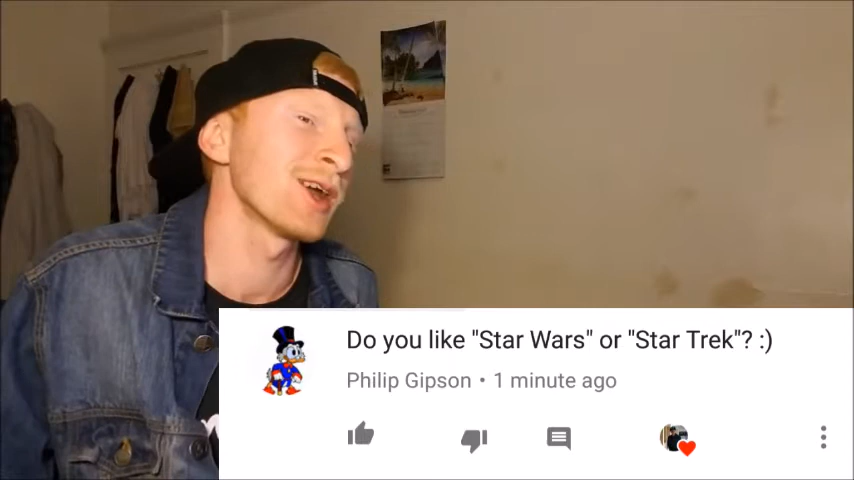 Do you like "Star Wars" or "Star Trek"? :)
Philip Gipson • 1 minute ago